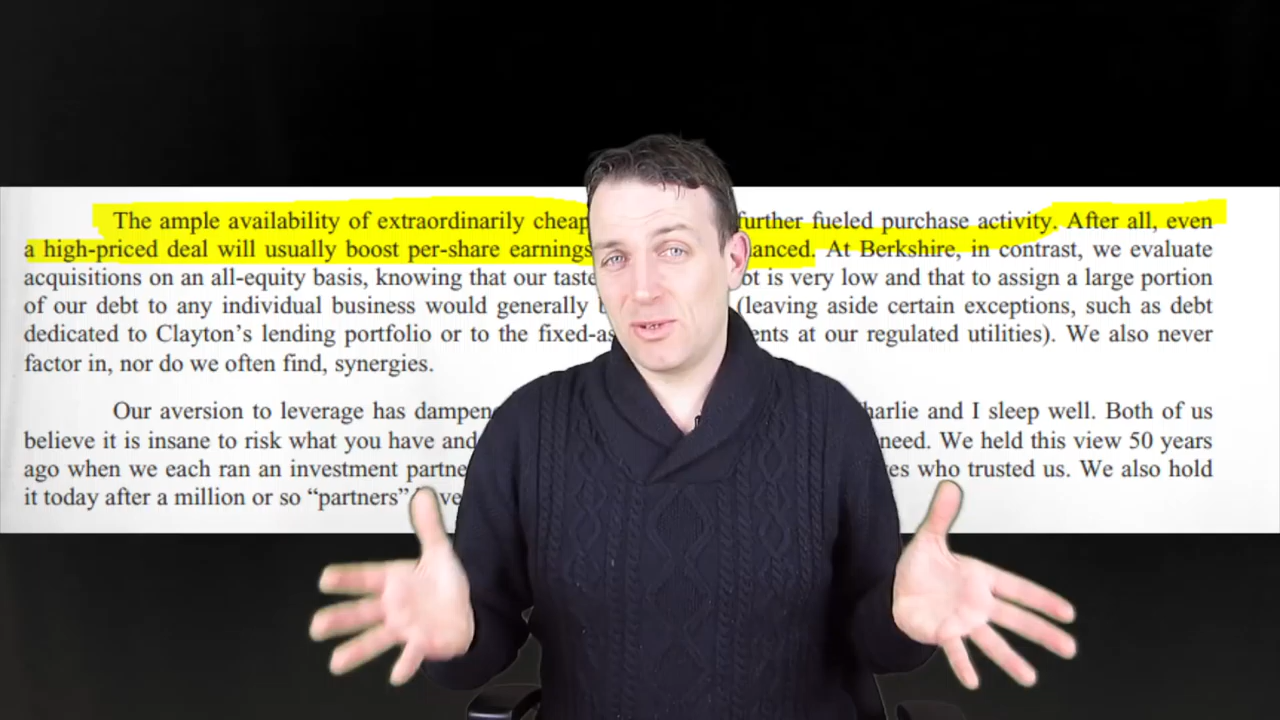 The ample availability of extraordinarily cheap further fueled purchase activity. After all, even
a high-priced deal will usually boost per-share earnings At Berkshire, in contrast, we evaluate
acquisitions on an all-equity basis, knowing that our taste is very low and that to assign a large portion
of our debt to any individual business would generally (leaving aside certain exceptions, such as debt
dedicated to Clayton's lending portfolio or to the at our regulated utilities). We also never
factor in, nor do we often find, synergies.
Our aversion to leverage has and I sleep well. Both of us
believe it is insane to risk what you have and need. We held this view 50 years
ago when we each ran an investment who trusted us. We also hold
it today after a million or so “partners”